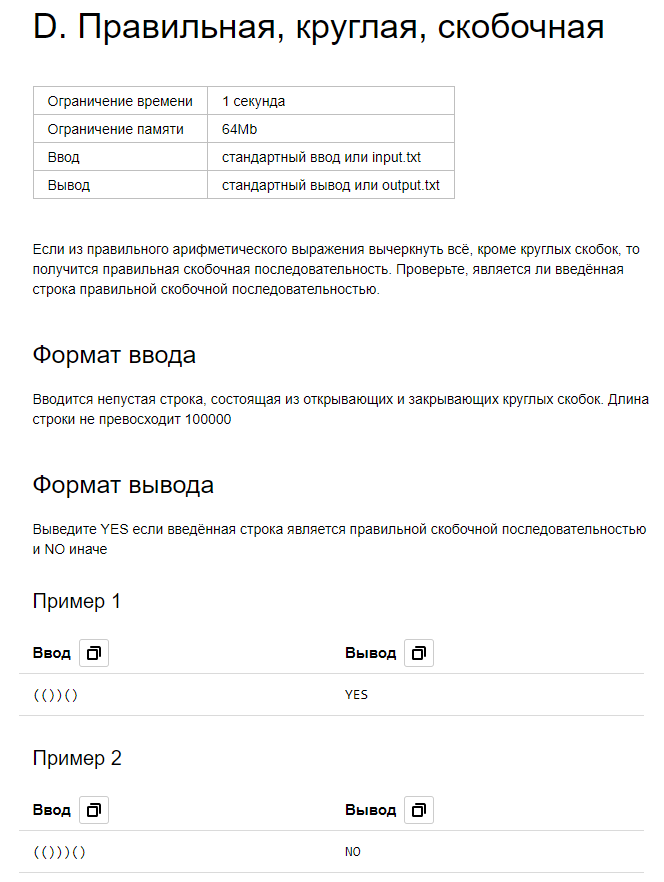 D. Правильная, круглая, скобочная
Ограничение времени 1 секунда
Ограничение памяти 64Mb
Ввод стандартный ввод или input.txt
Вывод стандартный вывод или output.txt
Если из правильного арифметического выражения вычеркнуть всё, кроме круглых скобок, то
получится правильная скобочная последовательность. Проверьте, является ли введённая
строка правильной скобочной последовательностью.
Формат ввода
Вводится непустая строка, состоящая из открывающих и закрывающих круглых скобок. Длина
строки не превосходит 100000
Формат вывода
Выведите YES если введённая строка является правильной скобочной последовательностью
и NO иначе
Пример 1
Ввод Вывод
(())() YES
Пример 2
Ввод Вывод
(()))() NO